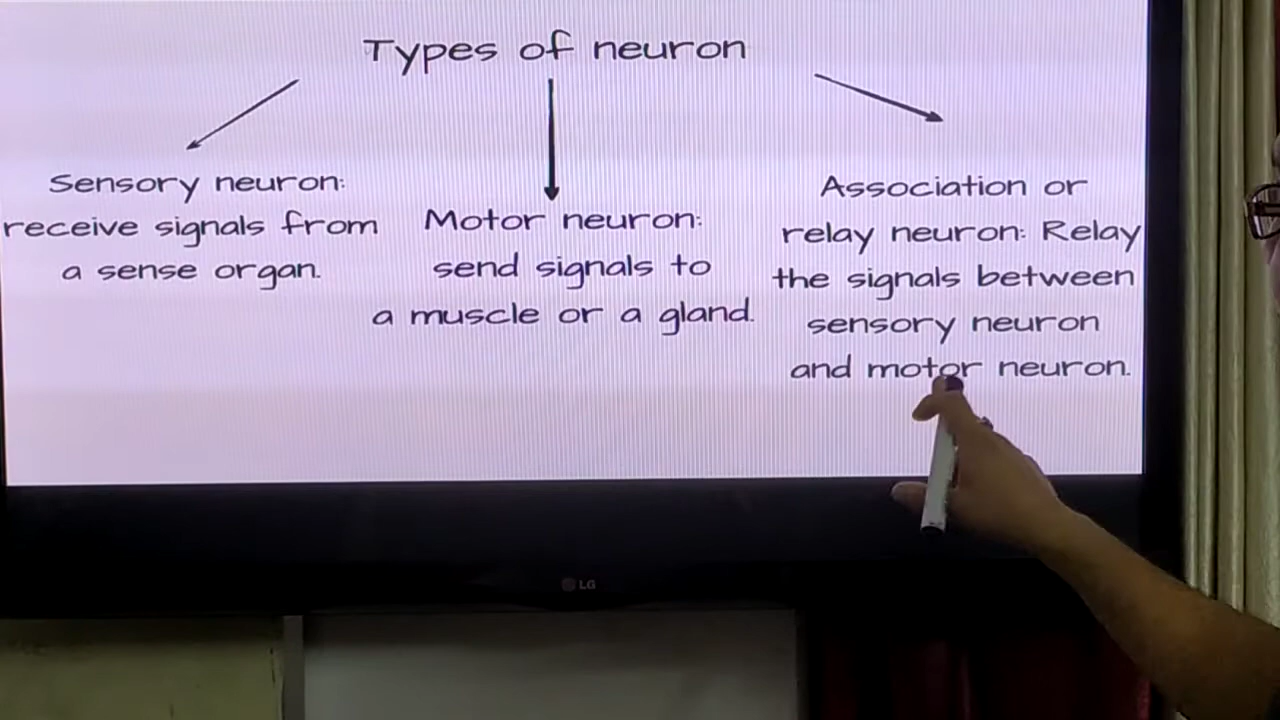 Types of neuron
Sensory neuron:
receive signals from
a sense organ.
Motor neuron:
send signals to
a muscle or a gland.
Association or
relay neuron: Relay
the signals between
sensory neuron
and motor neuron.
LG